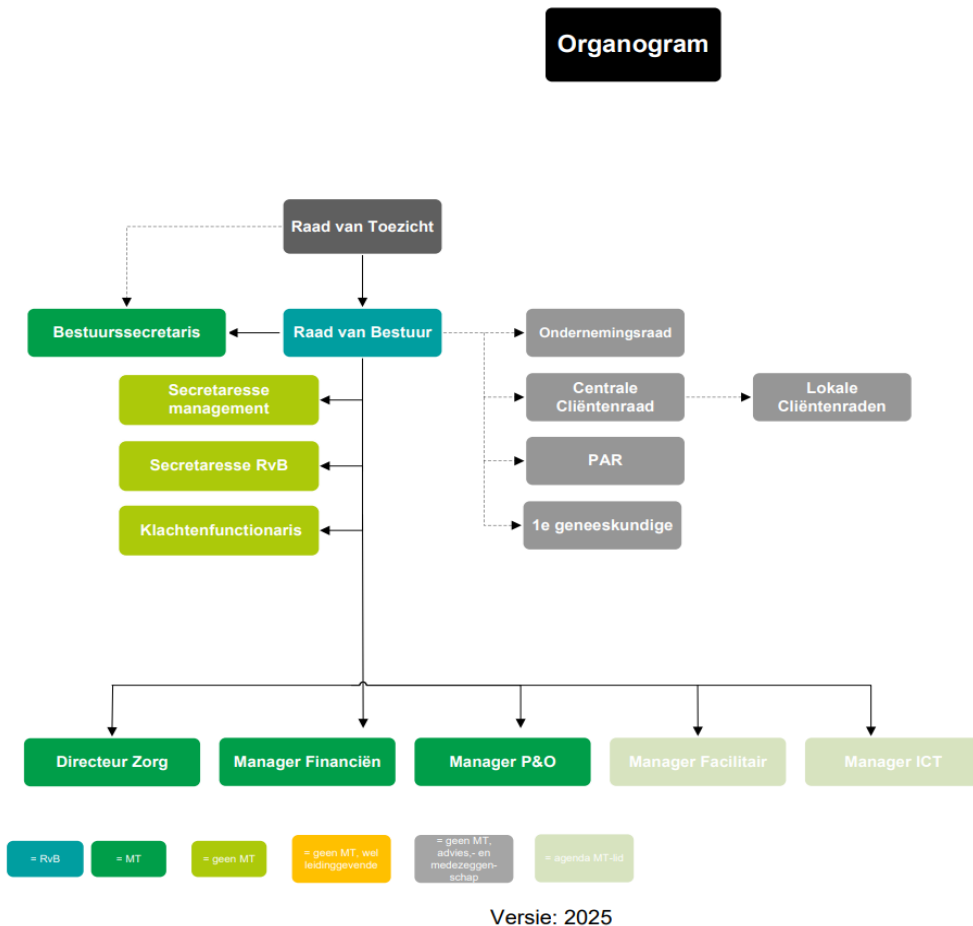 Organogram
Raad van Toezicht
Bestuurssecretaris
Raad van Bestuur
Ondernemingsraad
Secretaresse
management
Centrale
Cliëntenraad
Lokale
Cliëntenraden
Secretaresse RvB
PAR
Klachtenfunctionaris
1e geneeskundige
Directeur Zorg
Manager Financiën
Manager P&O
Manager Facilitair
Manager ICT
= RvB
= MT
= geen MT
= geen MT, wel
leidinggevende
= geen MT,
advies,- en
medezeggen-
schap
= agenda MT-lid
Versie: 2025